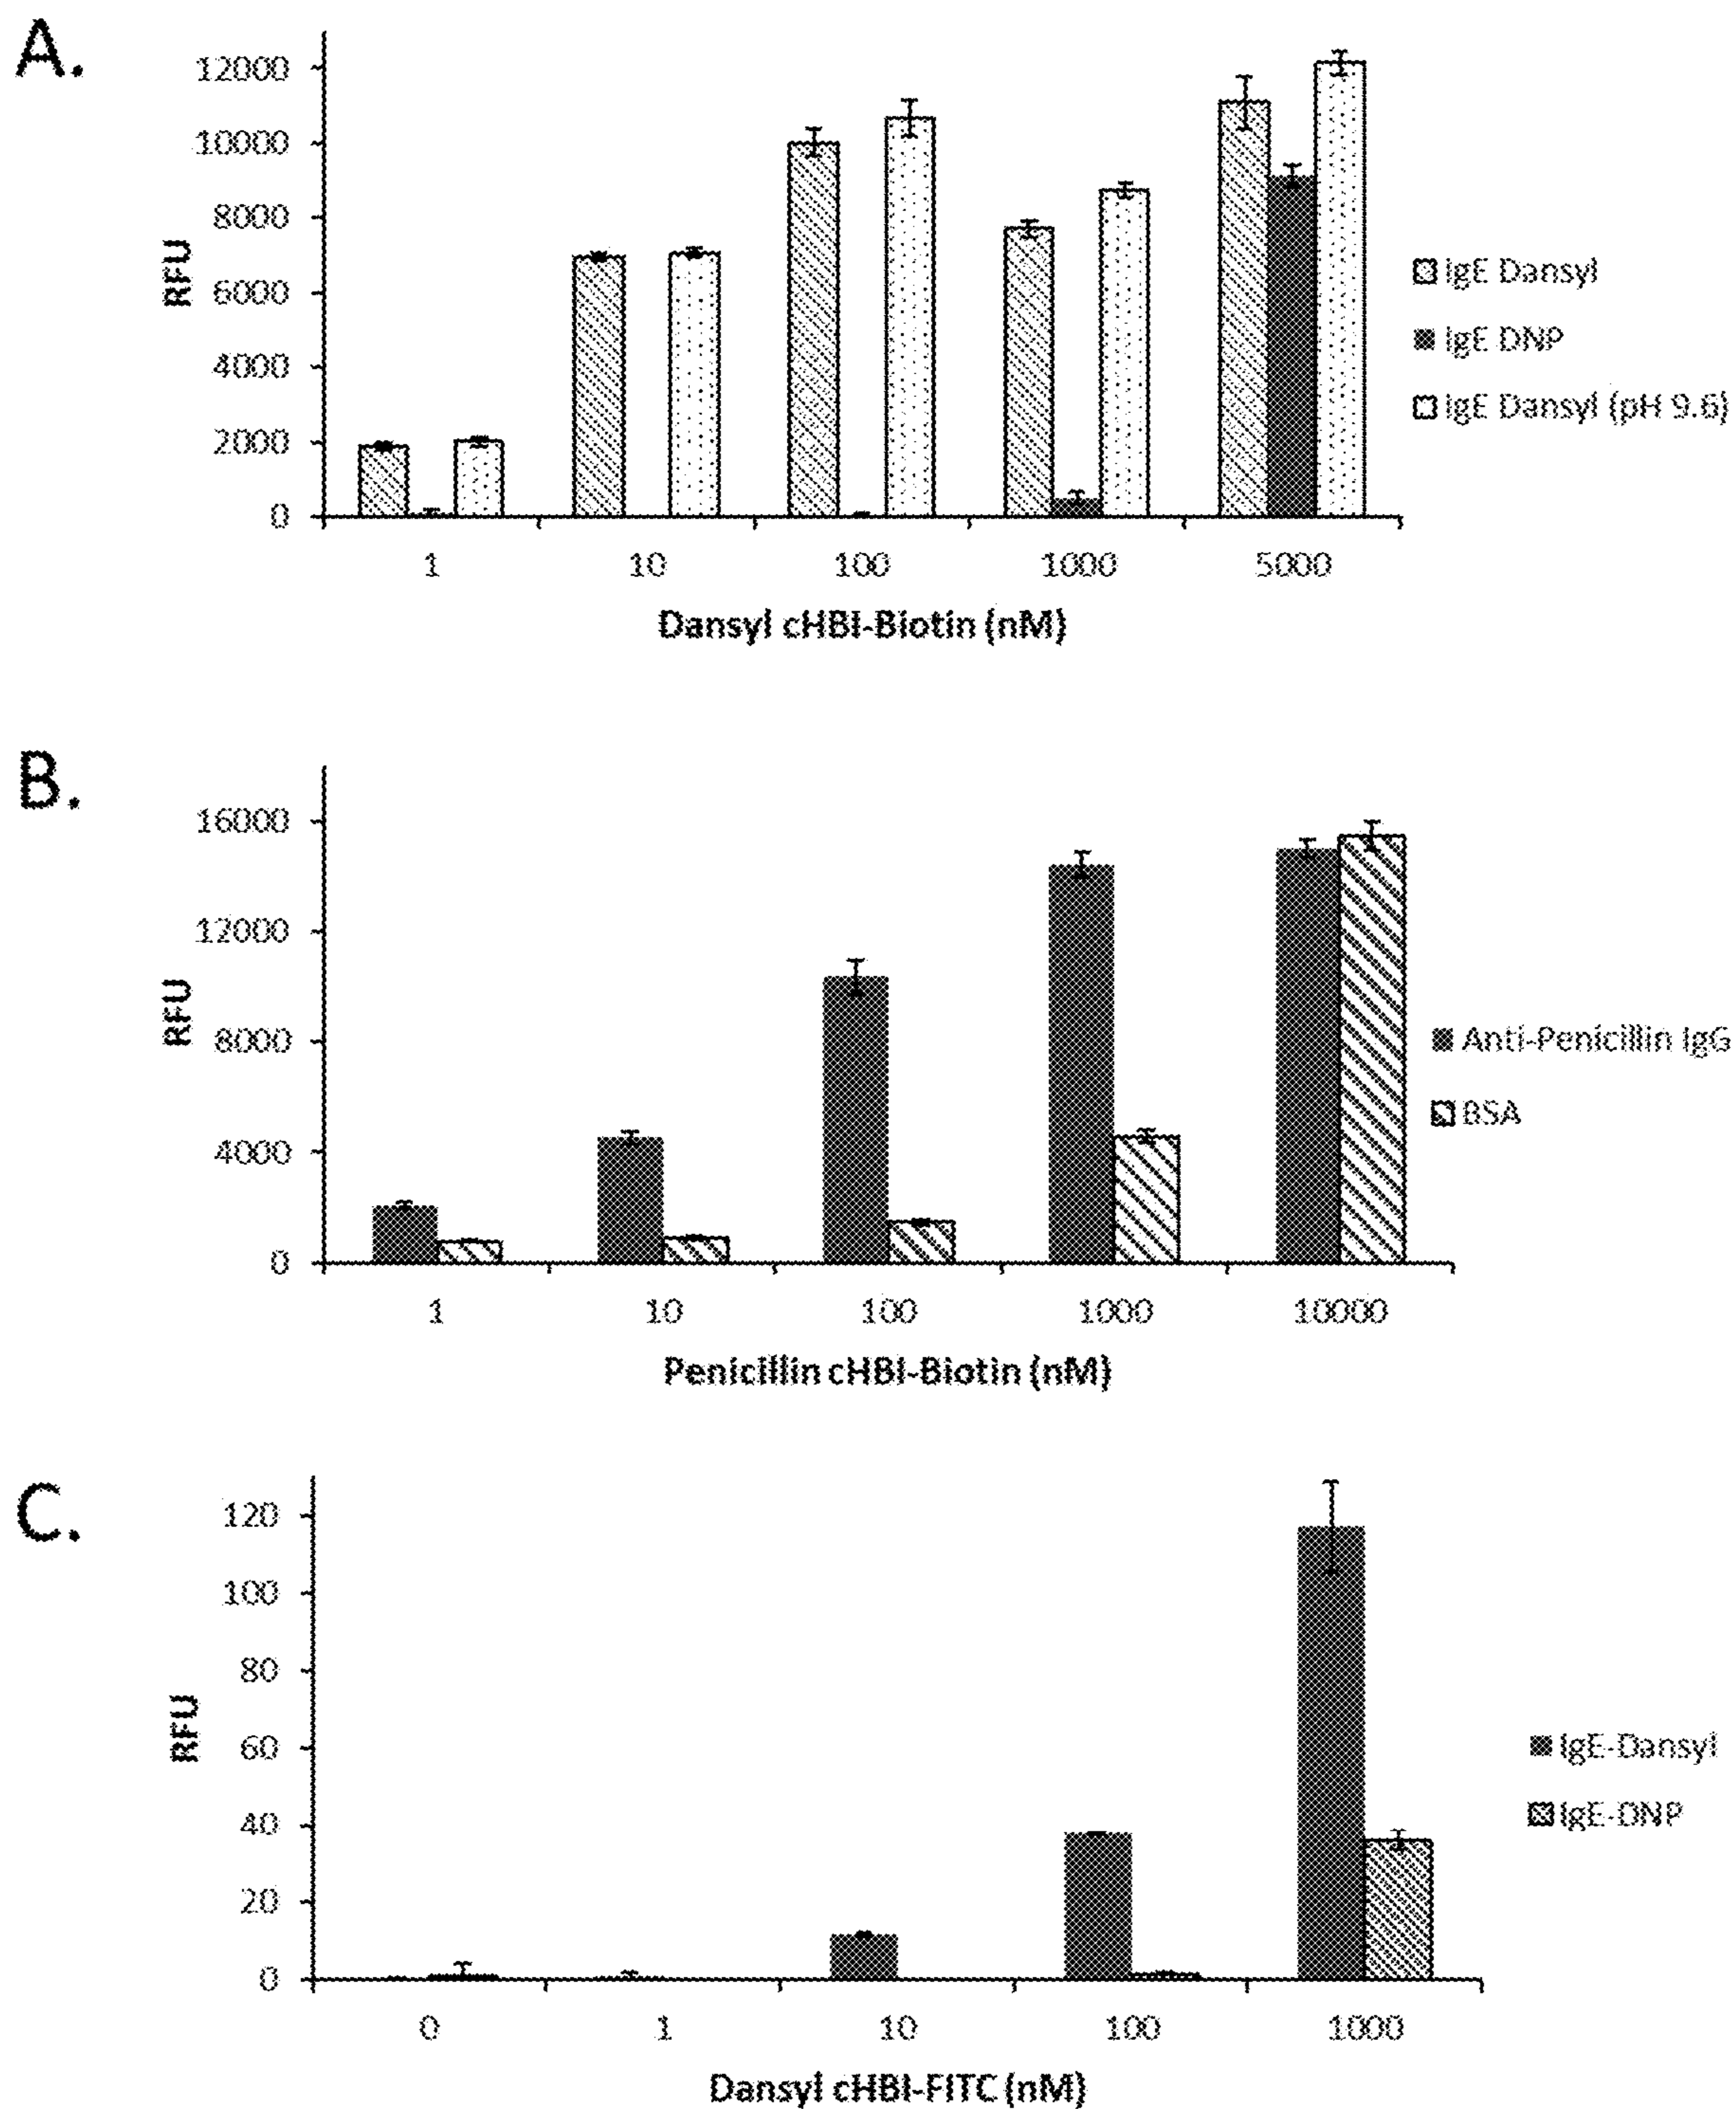 A.
12000
10000
8000
6000
4000
2000
0
RFU
1 10 100 1000 5000
Dansyl cHBI-Biotin (nM)
IgE Dansyl
IgE DNP
IgE Dansyl (pH 9.6)
B.
16000
12000
8000
4000
0
RFU
1 10 100 1000 10000
Penicillin cHBI-Biotin (nM)
Anti-Penicillin IgG
BSA
C.
120
100
80
60
40
20
0
RFU
0 1 10 100 1000
Dansyl cHBI-FITC (nM)
IgE-Dansyl
IgE-DNP